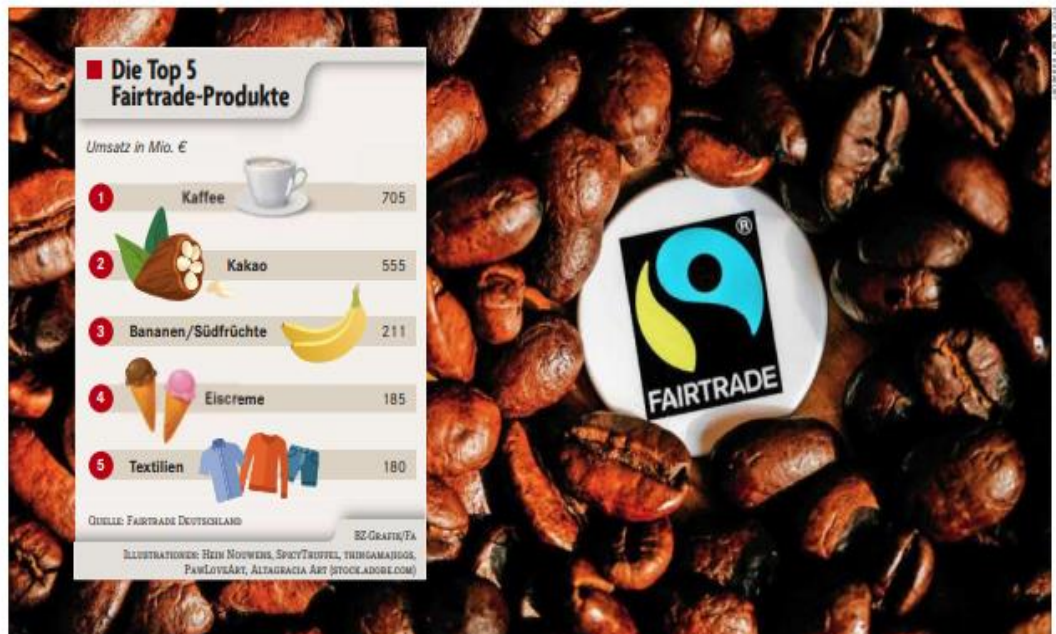 Die Top 5
Fairtrade-Produkte
Umsatz in Mio. €
1 Kaffee 705
2 Kakao 555
3 Bananen/Südfrüchte 211
4 Eiscreme 185
5 Textilien 180
Quelle: Fairtrade Deutschland
BZ-Grafik/Fa
Illustrationen: Hein Nouwens, SpicyTruffel, thingamajiggs,
PawLoveArt, Altagracia Art (stock.adobe.com)
®
FAIRTRADE